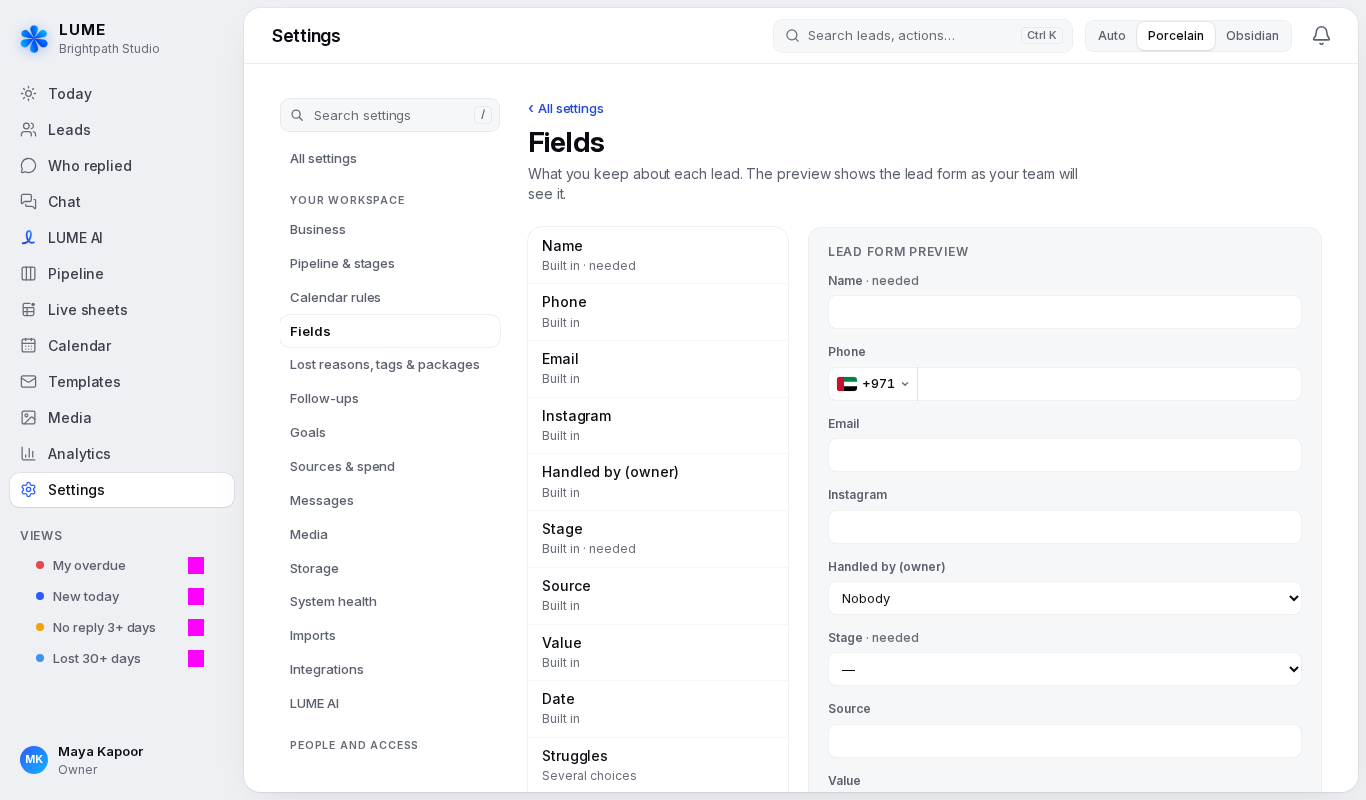 LUME
Brightpath Studio
Today
Leads
Who replied
Chat
LUME AI
Pipeline
Live sheets
Calendar
Templates
Media
Analytics
Settings
VIEWS
My overdue
New today
No reply 3+ days
Lost 30+ days
MK
Maya Kapoor
Owner
Settings
Search leads, actions…
Ctrl K
Auto
Porcelain
Obsidian
Search settings
/
All settings
YOUR WORKSPACE
Business
Pipeline & stages
Calendar rules
Fields
Lost reasons, tags & packages
Follow-ups
Goals
Sources & spend
Messages
Media
Storage
System health
Imports
Integrations
LUME AI
PEOPLE AND ACCESS
‹ All settings
Fields
What you keep about each lead. The preview shows the lead form as your team will
see it.
Name
Built in · needed
Phone
Built in
Email
Built in
Instagram
Built in
Handled by (owner)
Built in
Stage
Built in · needed
Source
Built in
Value
Built in
Date
Built in
Struggles
Several choices
LEAD FORM PREVIEW
Name · needed
Phone
+971
Email
Instagram
Handled by (owner)
Nobody
Stage · needed
—
Source
Value